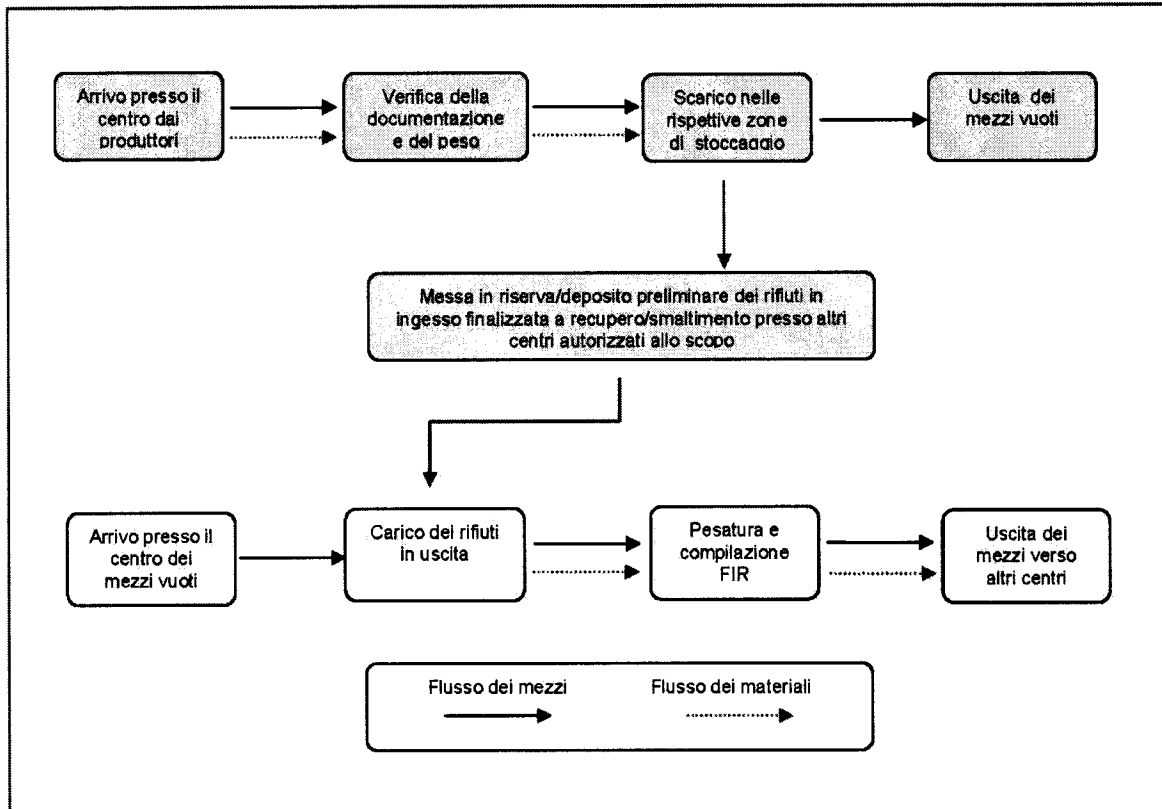 Arrivo presso il
centro dai
produttori
Verifica della
documentazione
e del peso
Scarico nelle
rispettive zone
di stoccaggio
Uscita dei
mezzi vuoti
Messa in riserva/deposito preliminare dei rifiuti in
ingesso finalizzata a recupero/smaltimento presso altri
centri autorizzati allo scopo
Arrivo presso il
centro dei
mezzi vuoti
Carico dei rifiuti
in uscita
Pesatura e
compilazione
FIR
Uscita dei
mezzi verso
altri centri
Flusso dei mezzi
Flusso dei materiali